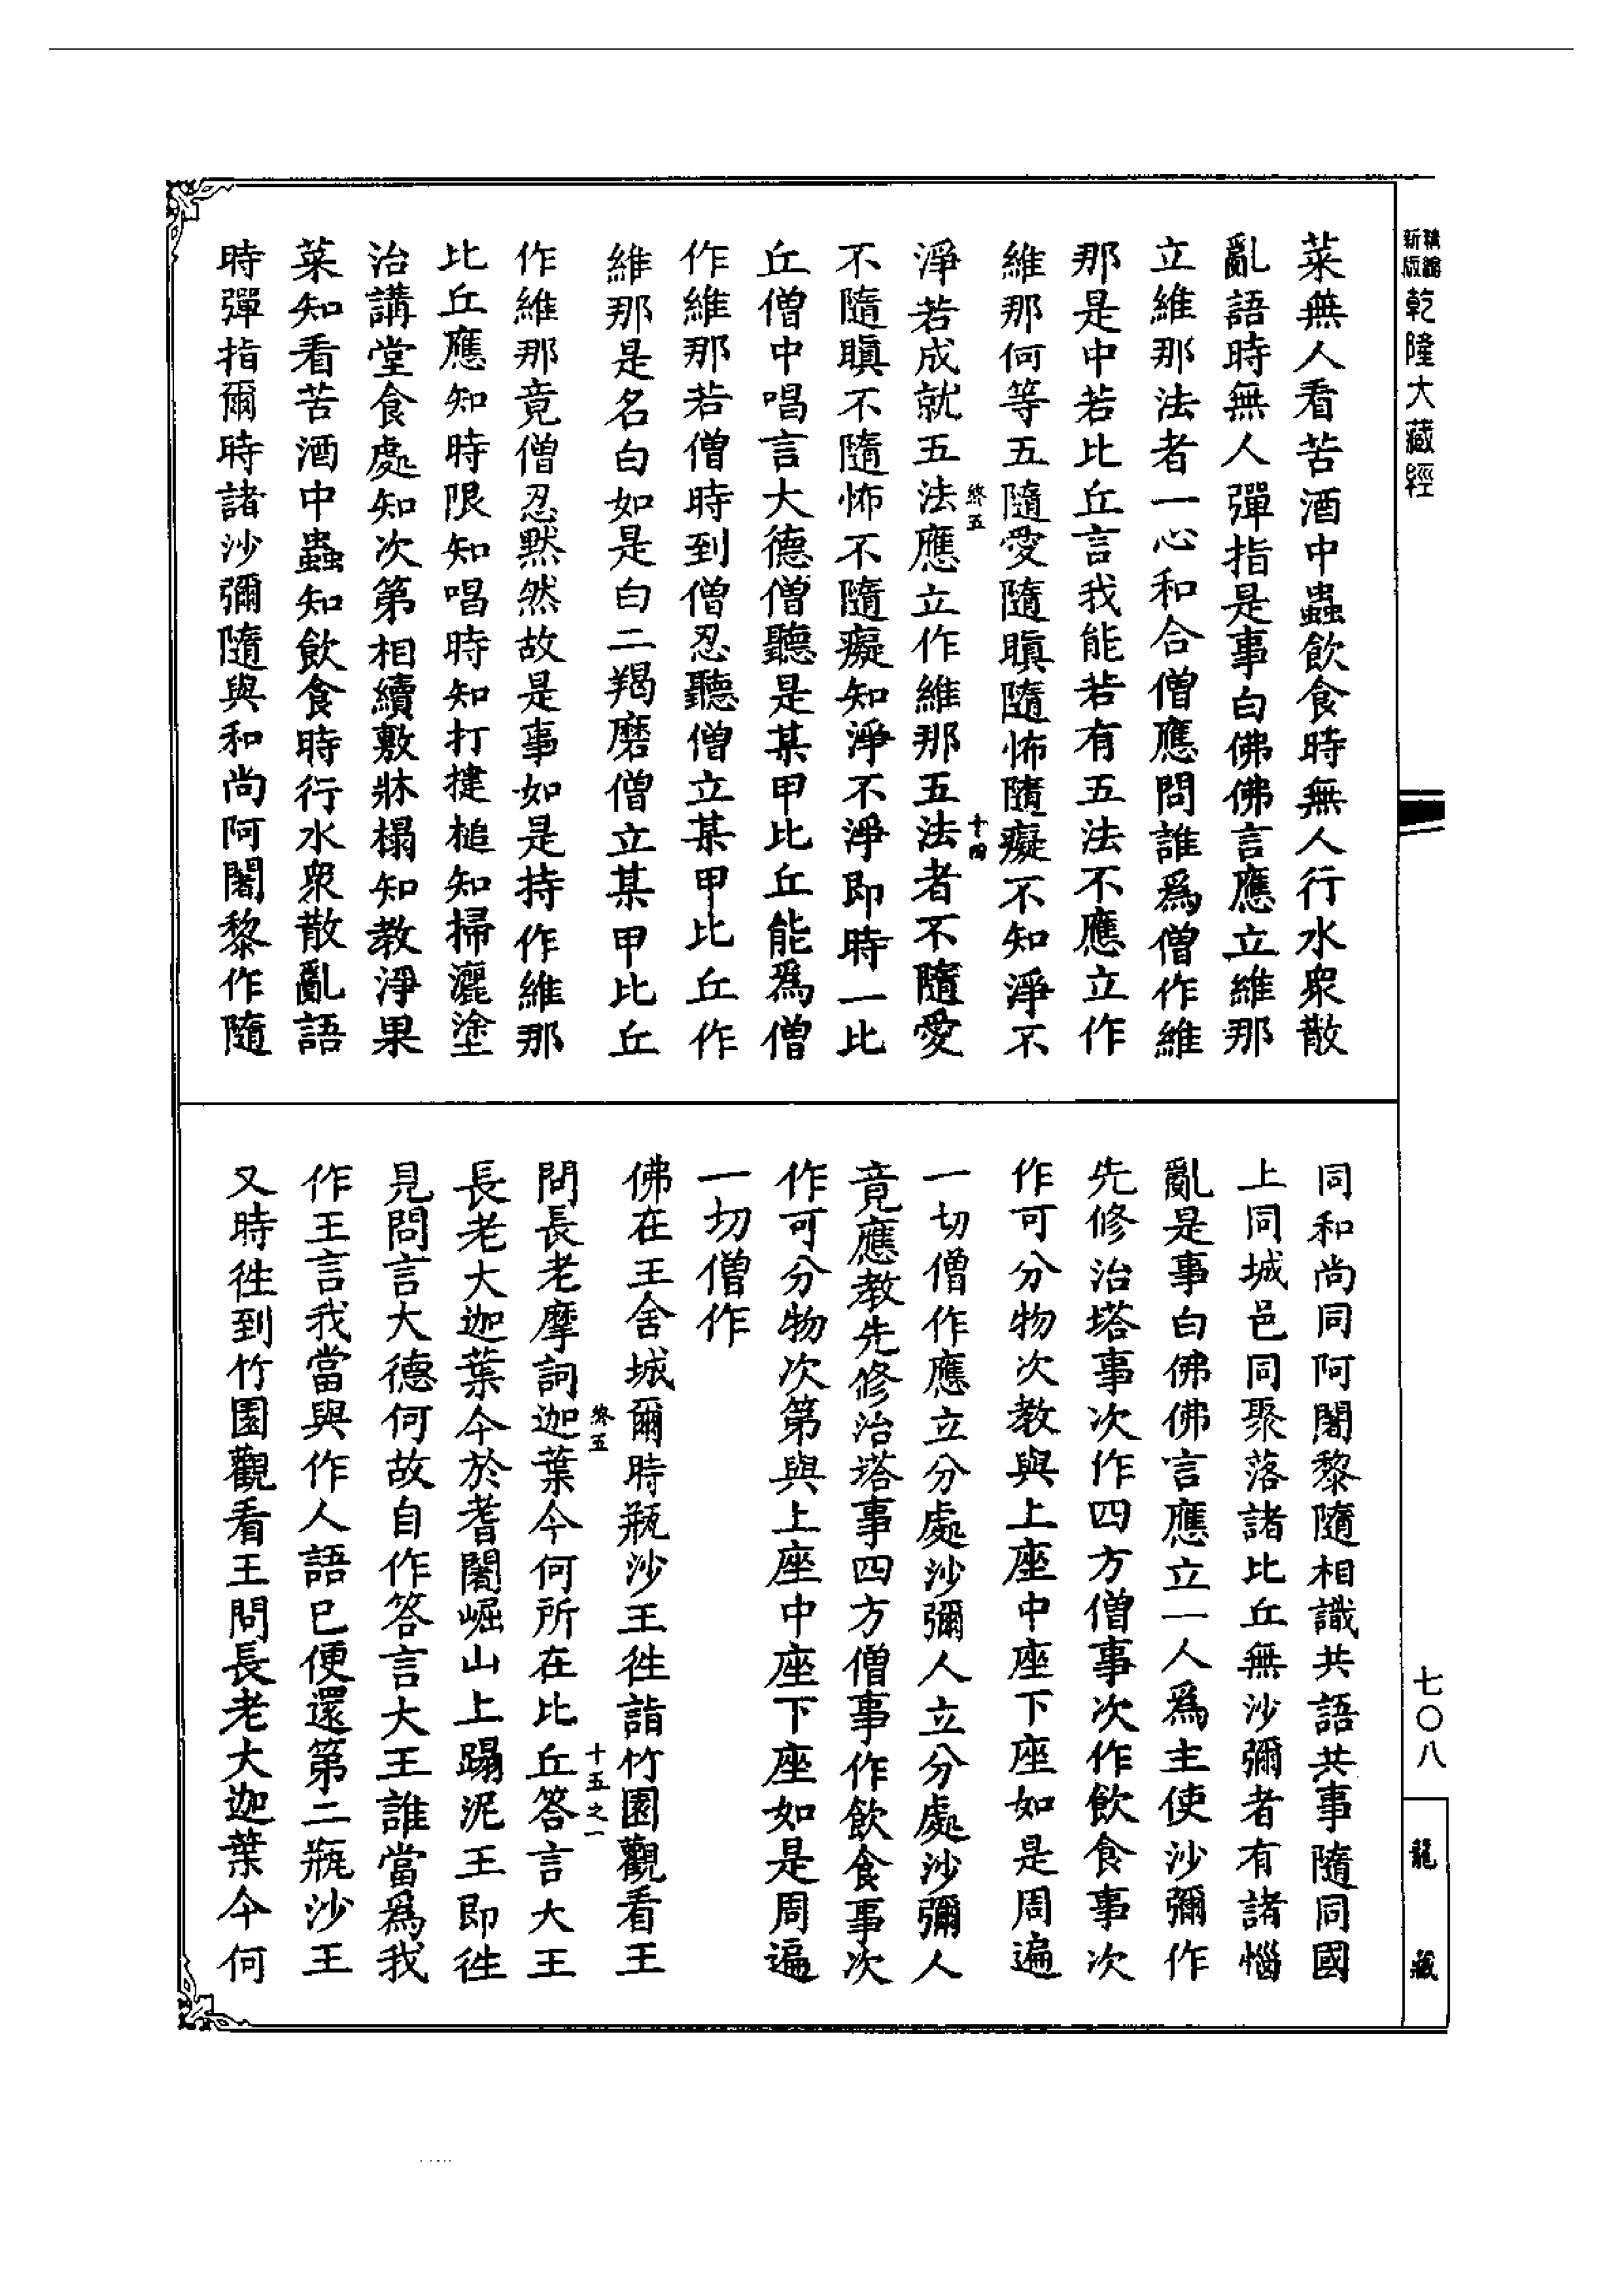 新編縮版乾隆大藏經
菜無人看苦酒中蟲飲食時無人行水衆散
亂語時無人彈指是事白佛佛言應立維那
立維那法者一心和合僧應問誰爲僧作維
那是中若比丘言我能若有五法不應立作
維那何等五隨愛隨瞋隨怖隨癡不知淨不
淨若成就五法應立作維那五法者不隨愛
終五
十四
不隨瞋不隨怖不隨癡知淨不淨即時一比
丘僧中唱言大德僧聽是某甲比丘能爲僧
作維那若僧時到僧忍聽僧立某甲比丘作
維那是名白如是白二羯磨僧立某甲比丘
作維那竟僧忍黙然故是事如是持作維那
比丘應知時限知唱時知打揵槌知掃灑塗
治講堂食處知次第相續敷牀榻知教淨果
菜知看苦酒中蟲知飲食時行水衆散亂語
時彈指爾時諸沙彌隨與和尚阿闍黎作隨
同和尚同阿闍黎隨相識共語共事隨同國
上同城邑同聚落諸比丘無沙彌者有諸惱
亂是事白佛佛言應立一人爲主使沙彌作
先修治塔事次作四方僧事次作飲食事次
作可分物次教與上座中座下座如是周遍
一切僧作應立分處沙彌人立分處沙彌人
竟應教先修治塔事四方僧事作飲食事次
作可分物次第與上座中座下座如是周遍
一切僧作
佛在王舍城爾時瓶沙王徃詣竹園觀看王
終五
十五之一
問長老摩訶迦葉今何所在比丘答言大王
長老大迦葉今於耆闍崛山上蹋泥王即徃
見問言大德何故自作答言大王誰當爲我
作王言我當與作人語已便還第二瓶沙王
又時徃到竹園觀看王問長老大迦葉今何
七〇八
龍藏